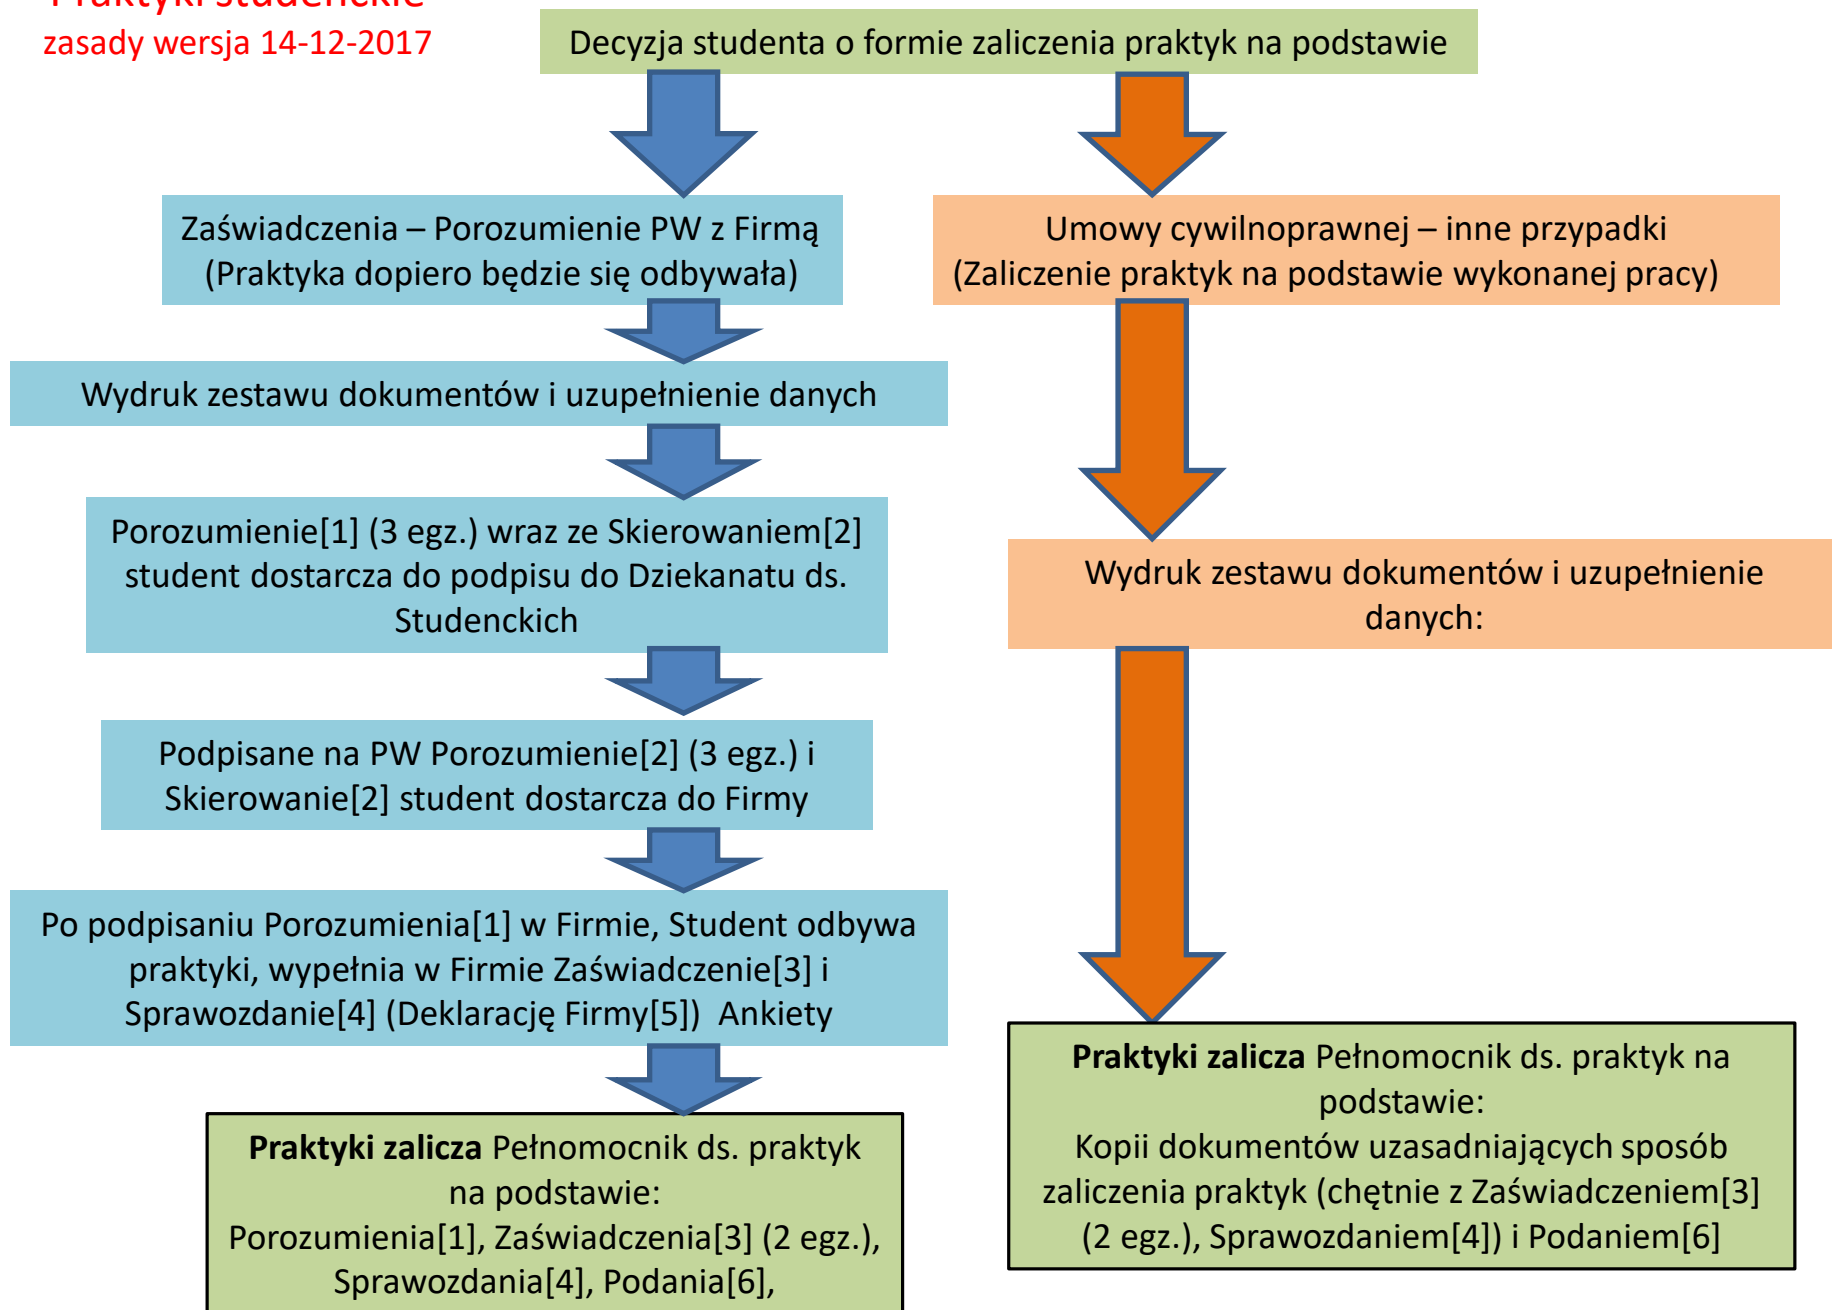 Praktyki studenckie
zasady wersja 14-12-2017
Decyzja studenta o formie zaliczenia praktyk na podstawie
Zaświadczenia – Porozumienie PW z Firmą
(Praktyka dopiero będzie się odbywała)
Umowy cywilnoprawnej – inne przypadki
(Zaliczenie praktyk na podstawie wykonanej pracy)
Wydruk zestawu dokumentów i uzupełnienie danych
Porozumienie[1] (3 egz.) wraz ze Skierowaniem[2]
student dostarcza do podpisu do Dziekanatu ds.
Studenckich
Wydruk zestawu dokumentów i uzupełnienie
danych:
Podpisane na PW Porozumienie[2] (3 egz.) i
Skierowanie[2] student dostarcza do Firmy
Po podpisaniu Porozumienia[1] w Firmie, Student odbywa
praktyki, wypełnia w Firmie Zaświadczenie[3] i
Sprawozdanie[4] (Deklarację Firmy[5]) Ankiety
Praktyki zalicza Pełnomocnik ds. praktyk
na podstawie:
Porozumienia[1], Zaświadczenia[3] (2 egz.),
Sprawozdania[4], Podania[6],
Praktyki zalicza Pełnomocnik ds. praktyk na
podstawie:
Kopii dokumentów uzasadniających sposób
zaliczenia praktyk (chętnie z Zaświadczeniem[3]
(2 egz.), Sprawozdaniem[4]) i Podaniem[6]